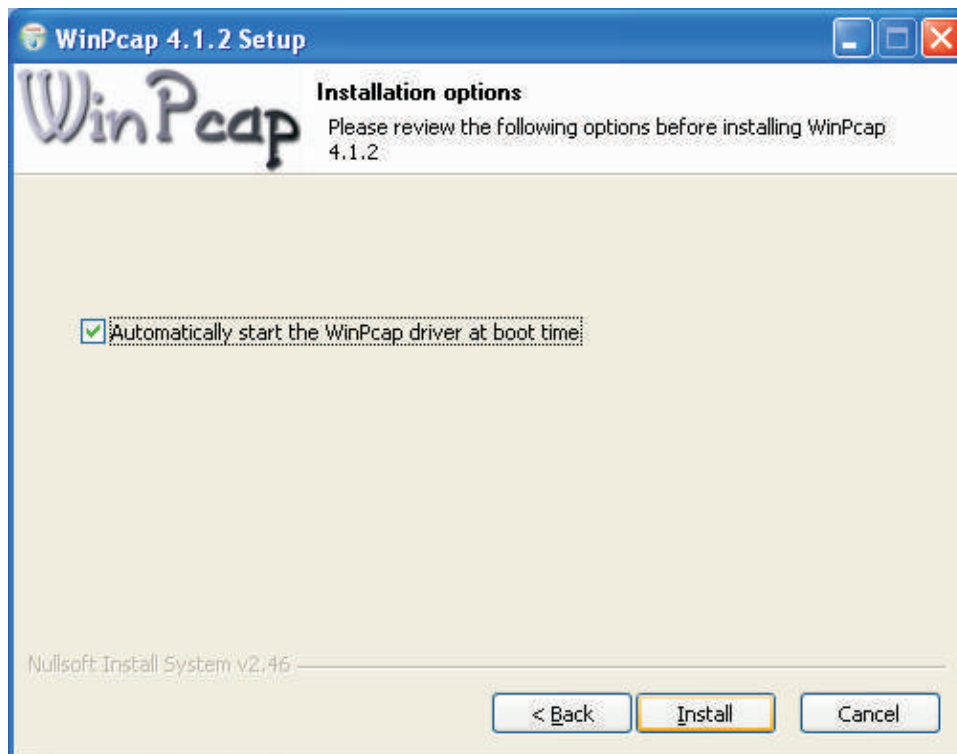 WinPcap 4.1.2 Setup
WinPcap
Installation options
Please review the following options before installing WinPcap
4.1.2
Automatically start the WinPcap driver at boot time
Nullsoft Install System v2.46
< Back
Install
Cancel